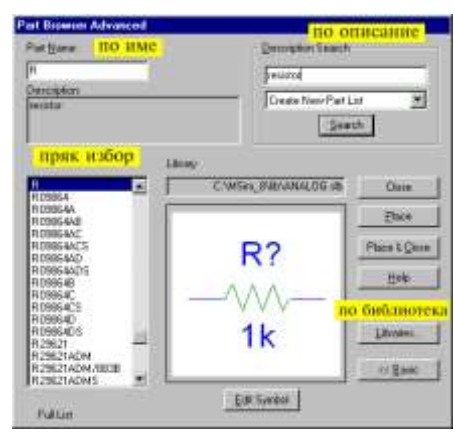 Part Browser Advanced
по име
по описание
Part Name:
R
Description Search
resistor
Description
resistor
Create New Part List
Search
пряк избор
Library
C:\MSim_8\lib\ANALOG.slb
R
R09864
R09864A
R09864AB
R09864AC
R09864ACS
R09864AD
R09864ADS
R09864B
R09864C
R09864CS
R09864D
R09864DS
R29621
R29621ADM
R29621ADM/883B
R29621ADMS
R?
1k
Close
Place
Place & Close
Help
по библиотека
Libraries...
<< Basic
Edit Symbol
Full List